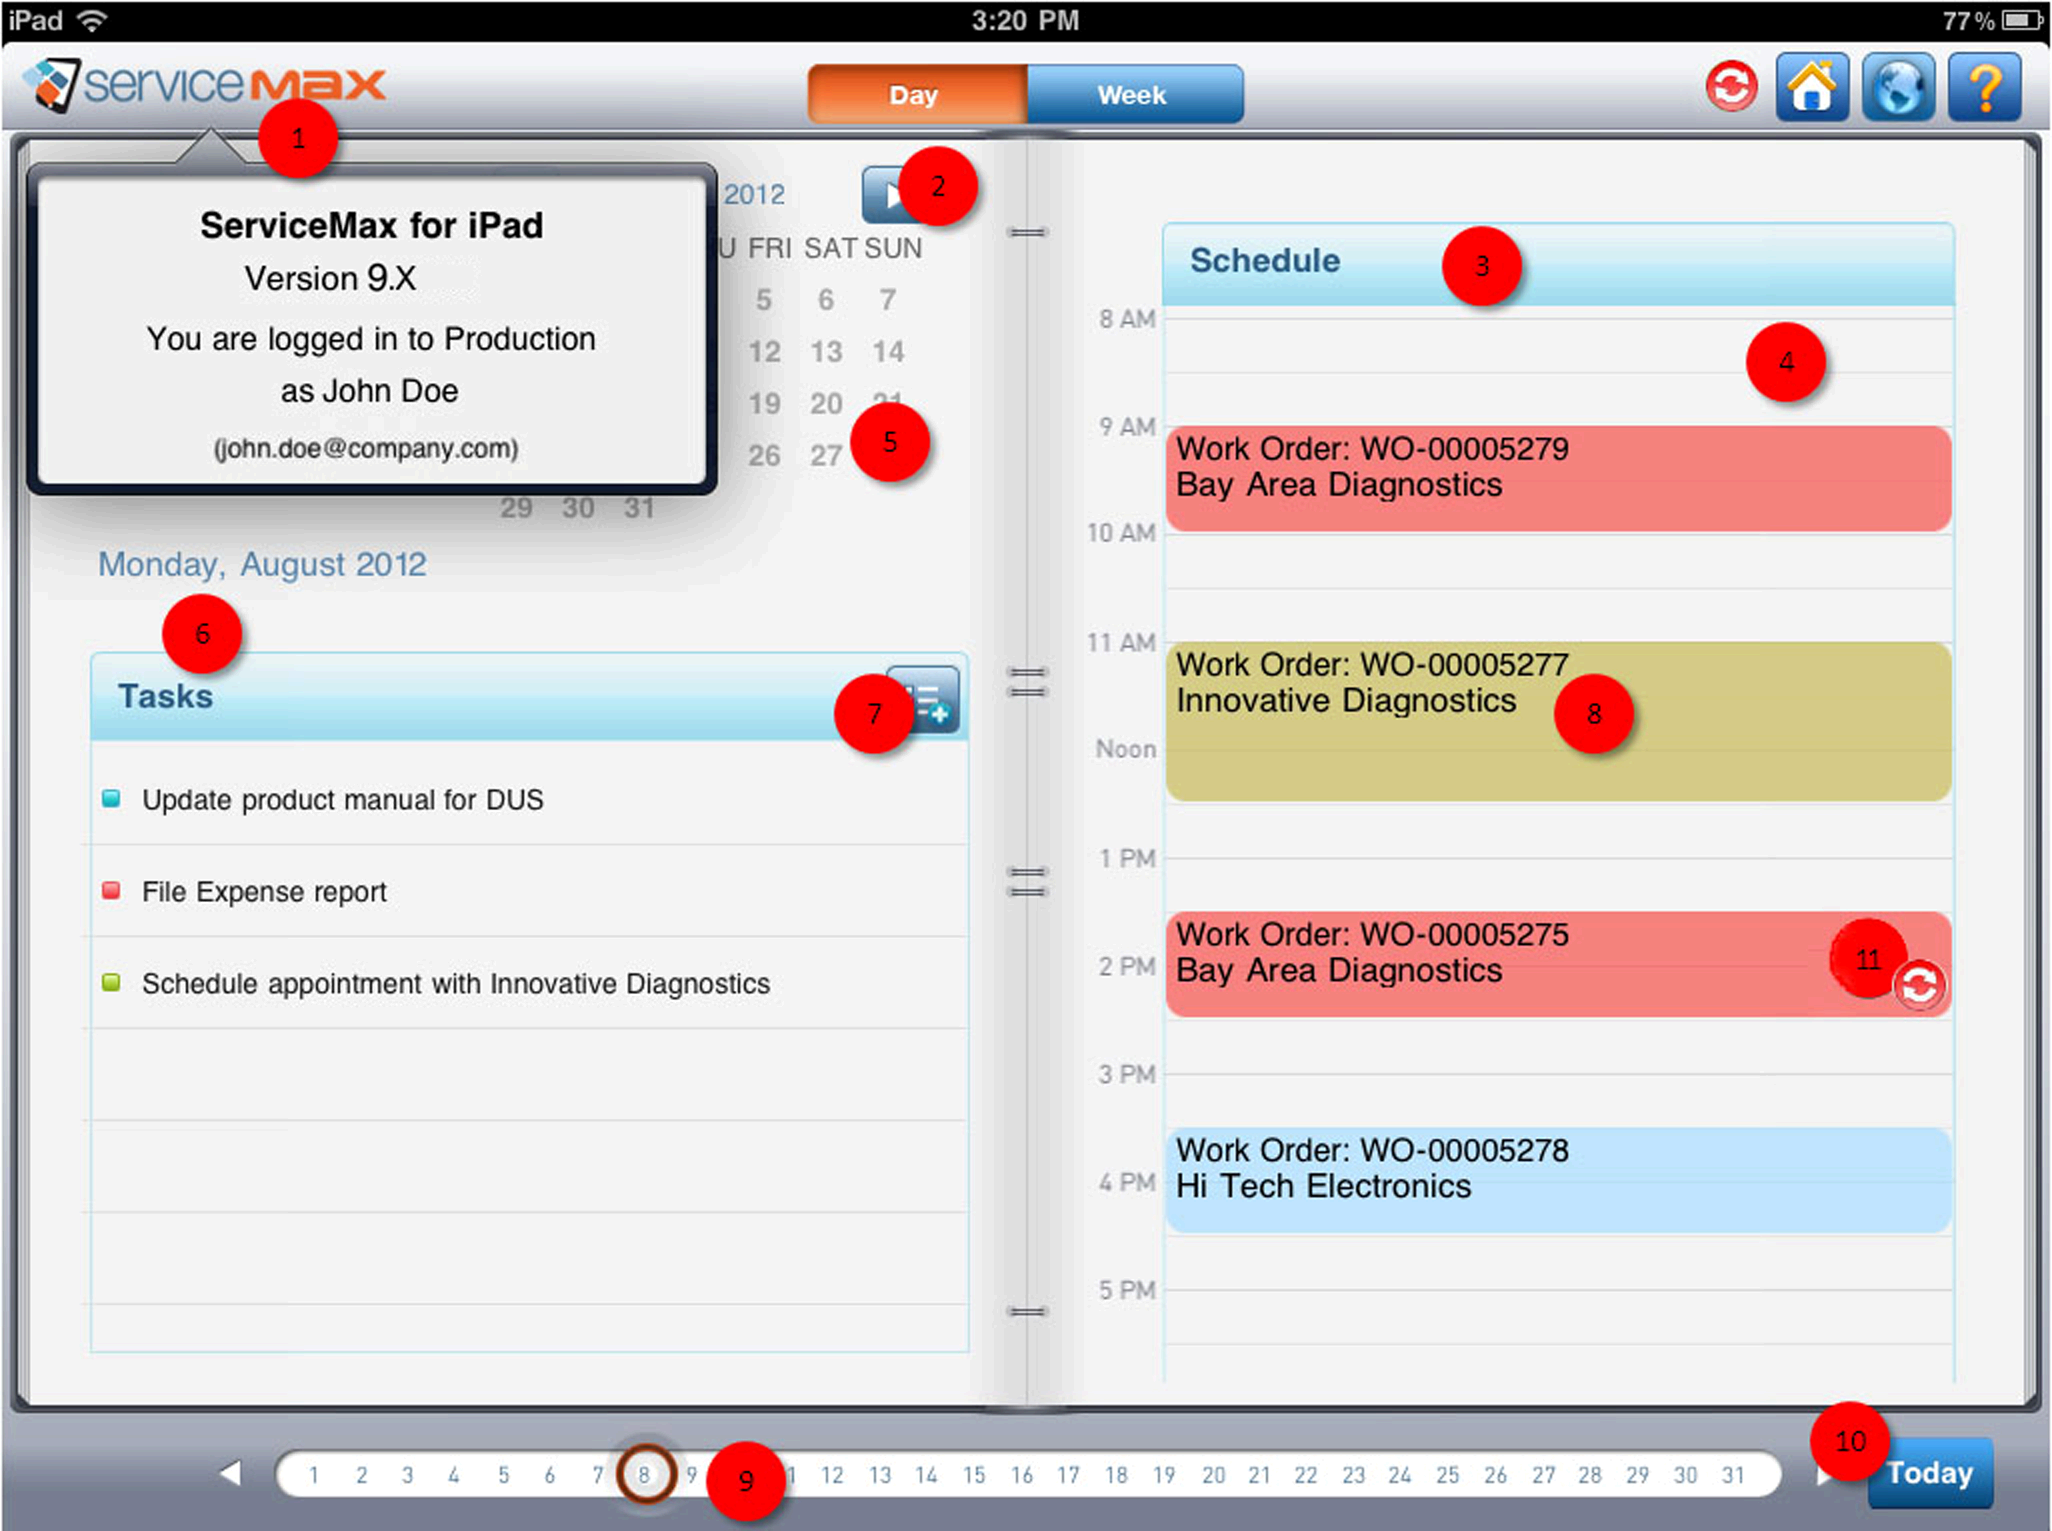 iPad
3:20 PM
77%
serviceMAX
Day
Week
1
2
ServiceMax for iPad
Version 9.X
You are logged in to Production
as John Doe
(john.doe@company.com)
2012
U FRI SAT SUN
5 6 7
12 13 14
19 20 21
26 27
5
29 30 31
Monday, August 2012
6
Tasks
7
Update product manual for DUS
File Expense report
Schedule appointment with Innovative Diagnostics
Schedule
3
8 AM
4
9 AM
Work Order: WO-00005279
Bay Area Diagnostics
10 AM
11 AM
Work Order: WO-00005277
Innovative Diagnostics
8
Noon
1 PM
Work Order: WO-00005275
Bay Area Diagnostics
11
2 PM
3 PM
Work Order: WO-00005278
Hi Tech Electronics
4 PM
5 PM
1 2 3 4 5 6 7 8 9 9 1 12 13 14 15 16 17 18 19 20 21 22 23 24 25 26 27 28 29 30 31
10
Today